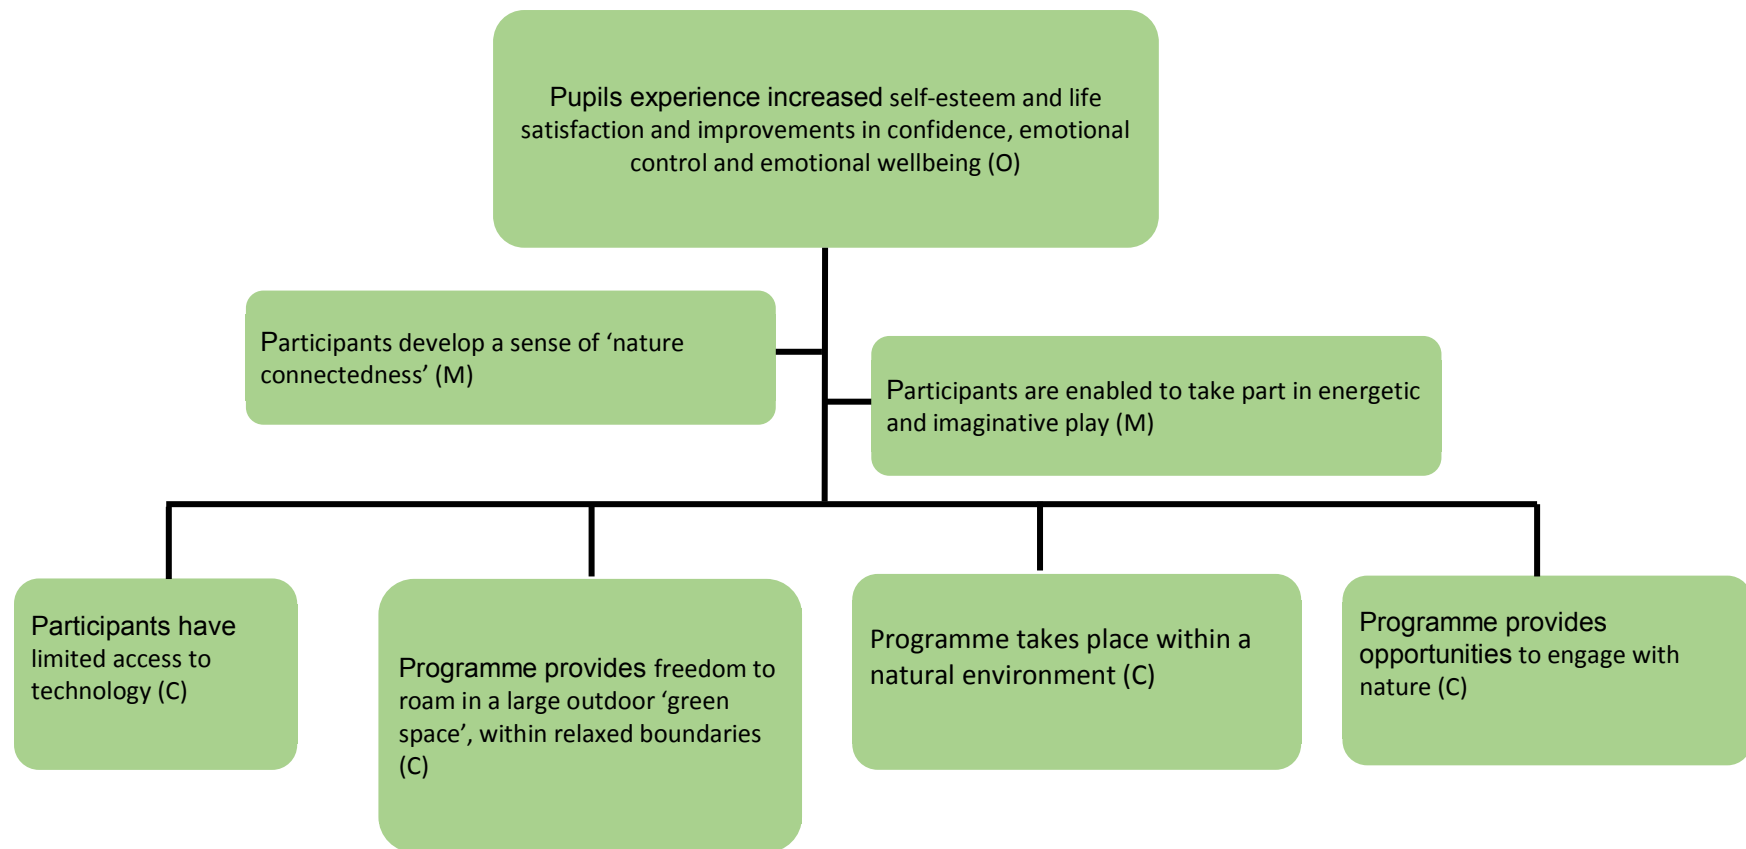 Pupils experience increased self-esteem and life
satisfaction and improvements in confidence, emotional
control and emotional wellbeing (O)
Participants develop a sense of ‘nature
connectedness’ (M)
Participants are enabled to take part in energetic
and imaginative play (M)
Participants have
limited access to
technology (C)
Programme provides freedom to
roam in a large outdoor ‘green
space’, within relaxed boundaries
(C)
Programme takes place within a
natural environment (C)
Programme provides
opportunities to engage with
nature (C)